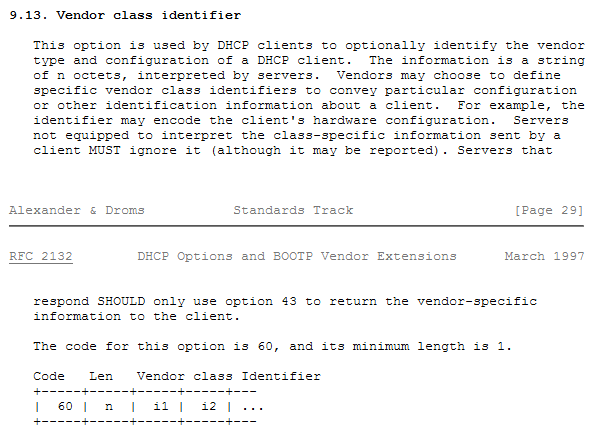 9.13. Vendor class identifier
This option is used by DHCP clients to optionally identify the vendor
type and configuration of a DHCP client.  The information is a string
of n octets, interpreted by servers.  Vendors may choose to define
specific vendor class identifiers to convey particular configuration
or other identification information about a client.  For example, the
identifier may encode the client's hardware configuration.  Servers
not equipped to interpret the class-specific information sent by a
client MUST ignore it (although it may be reported). Servers that
Alexander & Droms           Standards Track                    [Page 29]
RFC 2132        DHCP Options and BOOTP Vendor Extensions      March 1997
respond SHOULD only use option 43 to return the vendor-specific
information to the client.
The code for this option is 60, and its minimum length is 1.
Code   Len   Vendor class Identifier
+-----+-----+-----+-----+---
|  60 |  n  |  i1 |  i2 | ...
+-----+-----+-----+-----+---